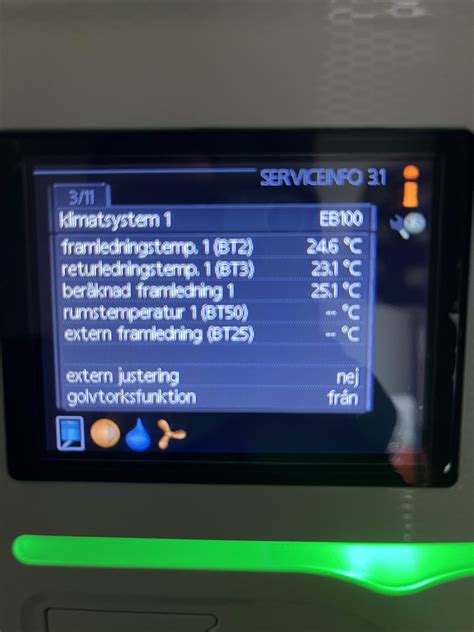 SERVICEINFO 3.1
3/11
klimatsystem 1 EB100
framledningstemp. 1 (BT2) 24.6 °C
returledningstemp. 1 (BT3) 23.1 °C
beräknad framledning 1 25.1 °C
rumstemperatur 1 (BT50) -- °C
extern framledning (BT25) -- °C
extern justering nej
golvtorksfunktion från